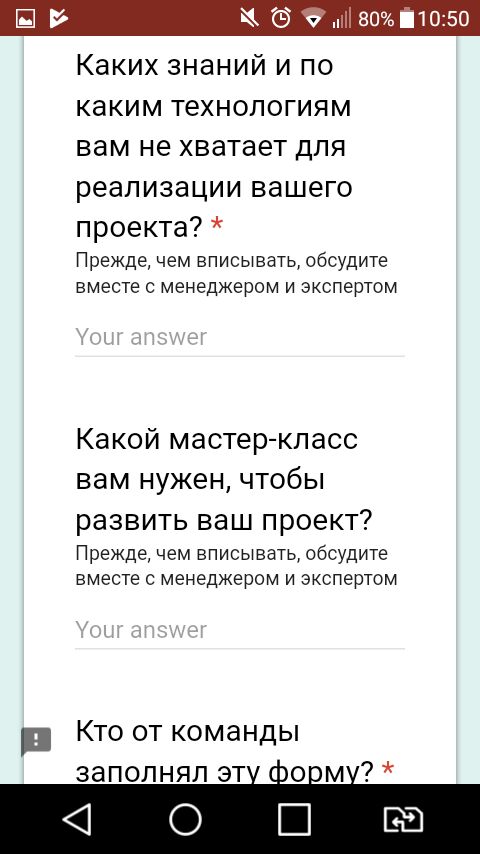 80% 10:50
Каких знаний и по
каким технологиям
вам не хватает для
реализации вашего
проекта? *
Прежде, чем вписывать, обсудите
вместе с менеджером и экспертом
Your answer
Какой мастер-класс
вам нужен, чтобы
развить ваш проект?
Прежде, чем вписывать, обсудите
вместе с менеджером и экспертом
Your answer
Кто от команды
заполнял эту форму? *